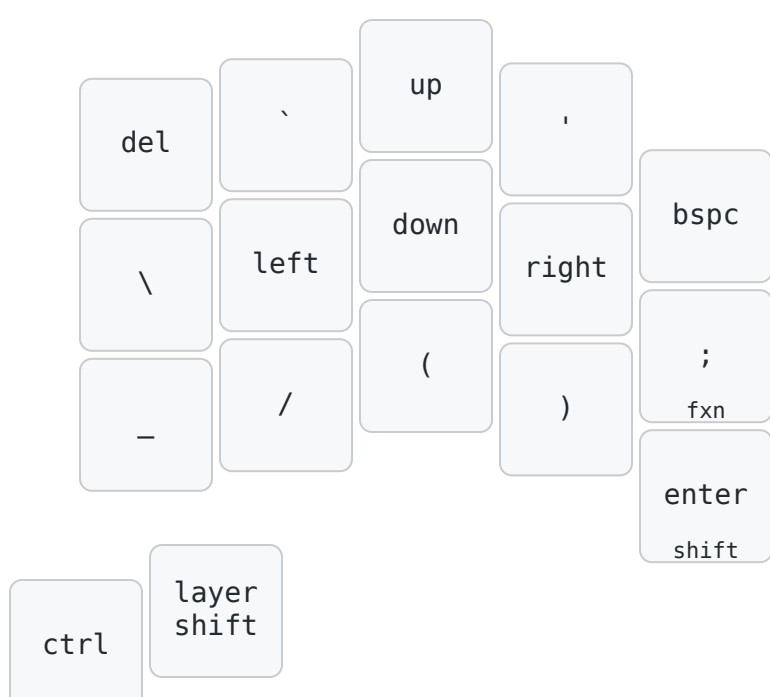 del
`
up
'
bspc
\
left
down
right
;
fxn
_
/
(
)
enter
shift
ctrl
layer
shift